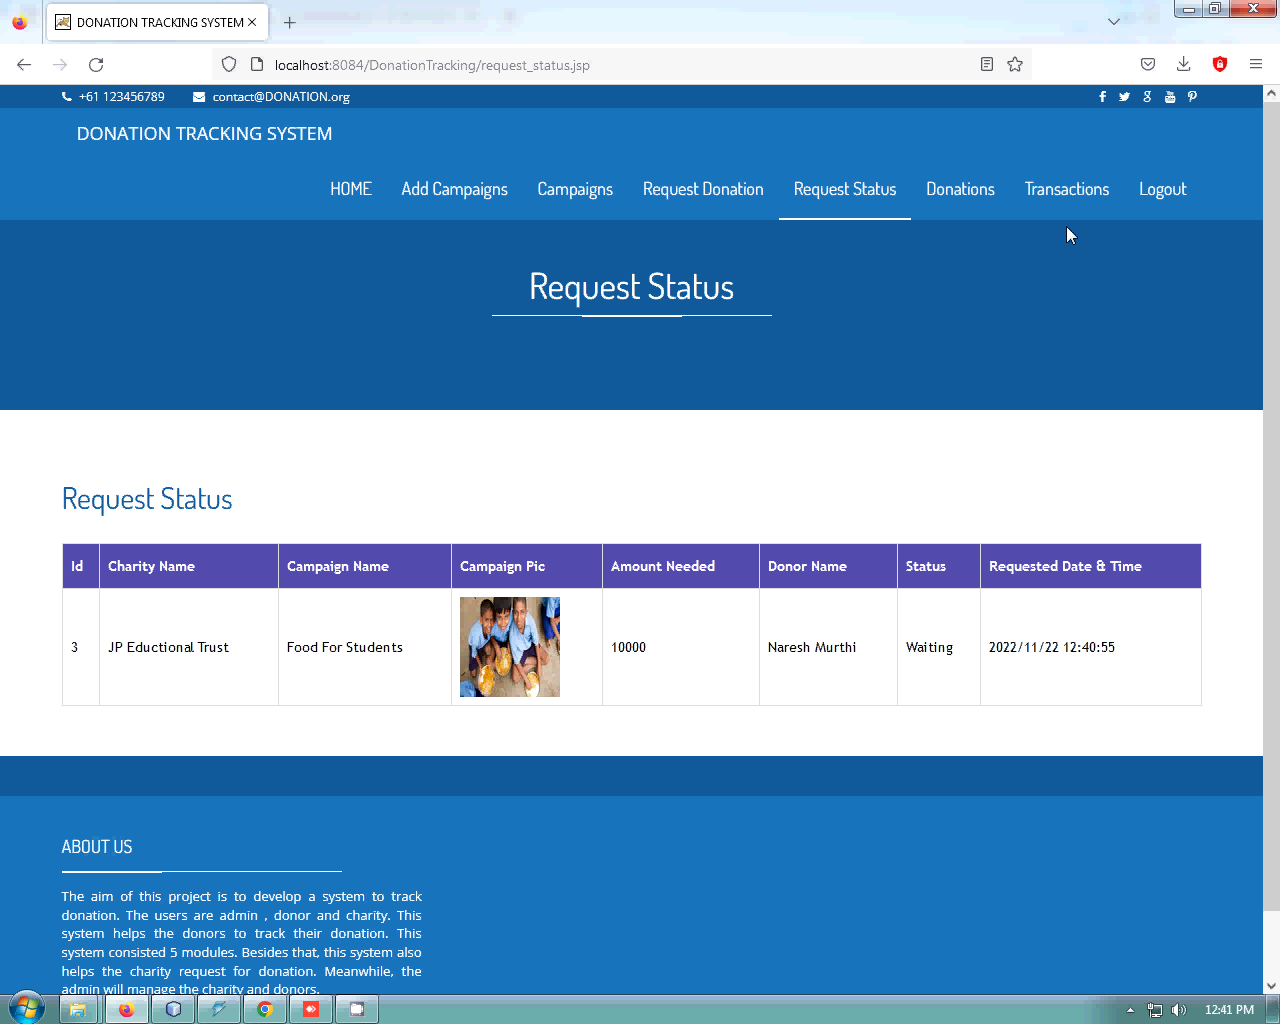 DONATION TRACKING SYSTEM
localhost:8084/DonationTracking/request_status.jsp
+61 123456789 contact@DONATION.org
DONATION TRACKING SYSTEM
HOME Add Campaigns Campaigns Request Donation Request Status Donations Transactions Logout
Request Status
Request Status
Id Charity Name Campaign Name Campaign Pic Amount Needed Donor Name Status Requested Date & Time
3 JP Eductional Trust Food For Students 10000 Naresh Murthi Waiting 2022/11/22 12:40:55
ABOUT US
The aim of this project is to develop a system to track
donation. The users are admin , donor and charity. This
system helps the donors to track their donation. This
system consisted 5 modules. Besides that, this system also
helps the charity request for donation. Meanwhile, the
admin will manage the charity and donors.
12:41 PM